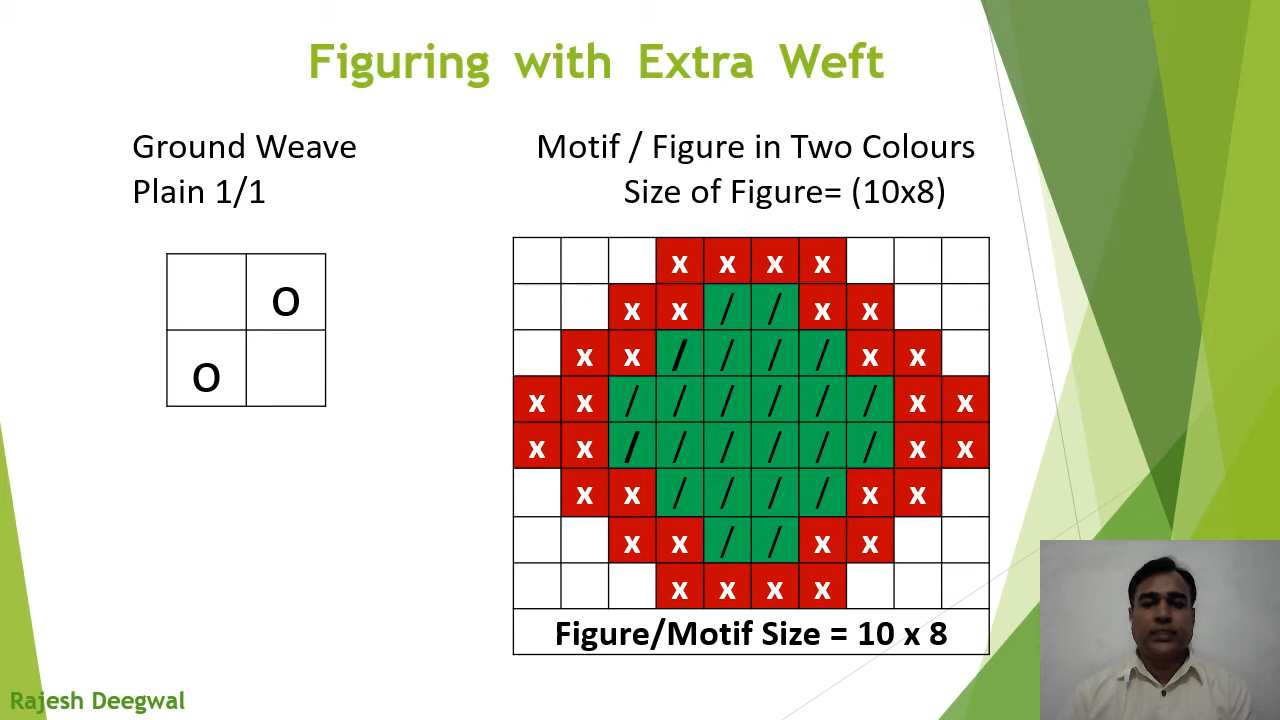 Figuring with Extra Weft
Ground Weave
Plain 1/1
O
O
Motif / Figure in Two Colours
Size of Figure= (10x8)
x x x x
x x / / x x
x x / / / / x x
x x / / / / / / x x
x x / / / / / / x x
x x / / / / x x
x x / / x x
x x x x
Figure/Motif Size = 10 x 8
Rajesh Deegwal